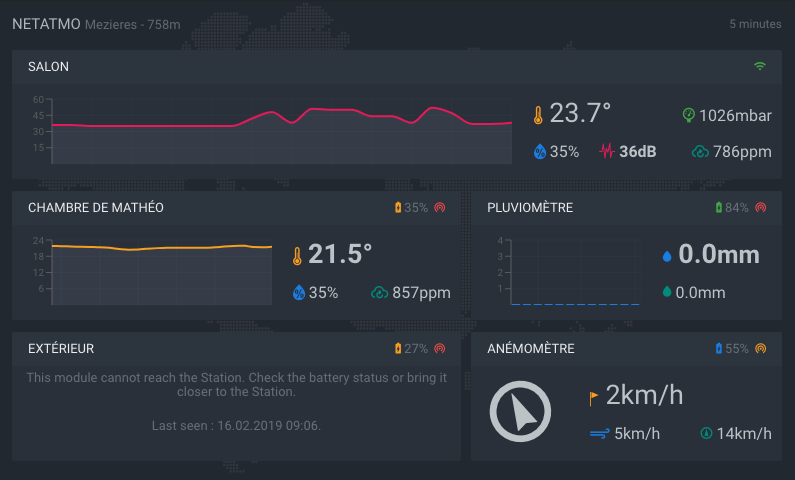 NETATMO Mezieres - 758m
5 minutes
SALON
60
45
30
15
23.7°
1026mbar
35%
36dB
786ppm
CHAMBRE DE MATHÉO
35%
24
18
12
6
21.5°
35%
857ppm
PLUVIOMÈTRE
84%
4
3
2
1
0.0mm
0.0mm
EXTÉRIEUR
27%
This module cannot reach the Station. Check the battery status or bring it
closer to the Station.
Last seen : 16.02.2019 09:06.
ANÉMOMÈTRE
55%
2km/h
5km/h
14km/h